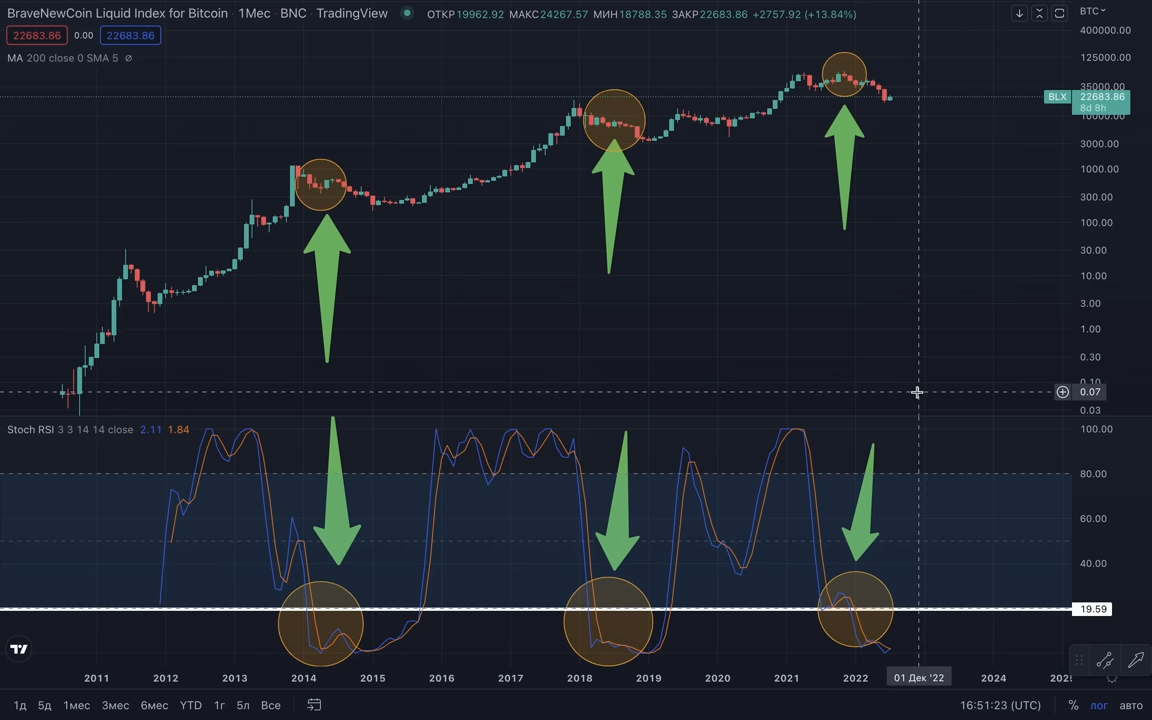 BraveNewCoin Liquid Index for Bitcoin · 1Мес · BNC · TradingView ОТКР19962.92 МАКС24267.57 МИН18788.35 ЗАКР22683.86 +2757.92 (+13.84%) BTC
22683.86 0.00 22683.86
MA 200 close 0 SMA 5
400000.00
125000.00
35000.00
BLX 22683.86
8d 8h
10000.00
3000.00
1000.00
300.00
100.00
30.00
10.00
3.00
1.00
0.30
0.10
0.07
0.03
Stoch RSI 3 3 14 14 close 2.11 1.84
100.00
80.00
60.00
40.00
19.59
2011 2012 2013 2014 2015 2016 2017 2018 2019 2020 2021 2022 01 Дек '22 2024
1д 5д 1мес 3мес 6мес YTD 1г 5л Все 16:51:23 (UTC) % лог авто